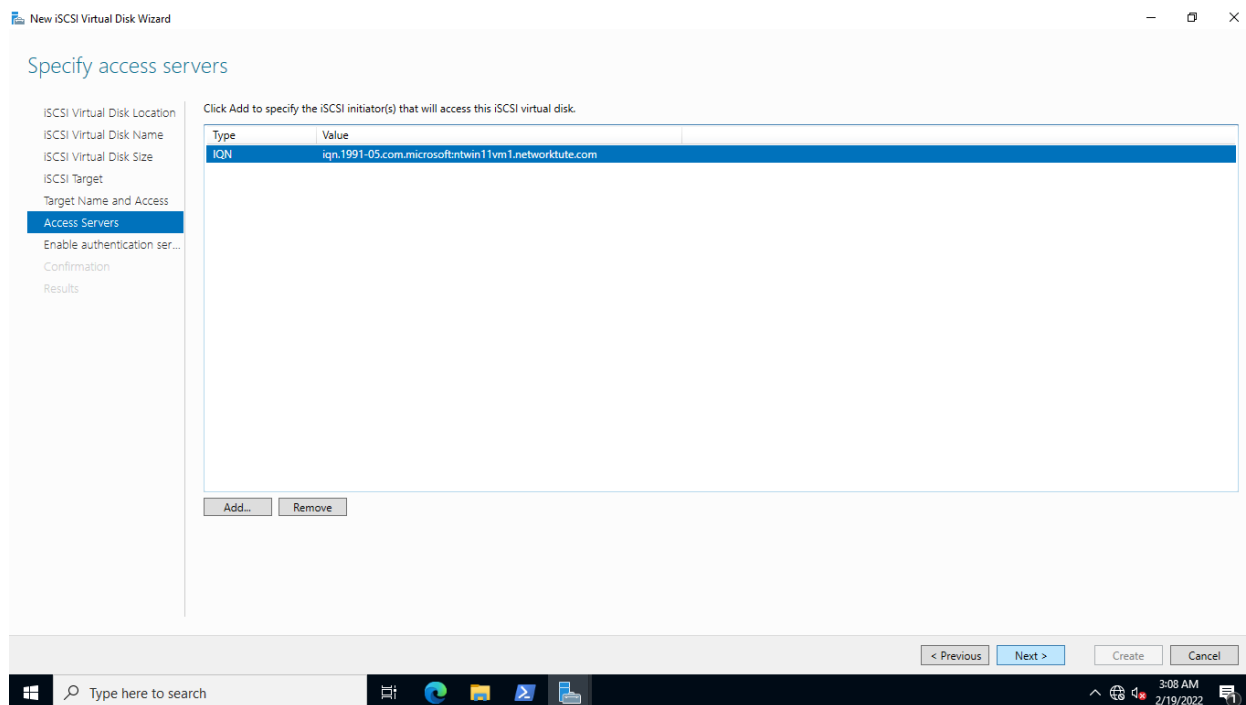 New iSCSI Virtual Disk Wizard
Specify access servers
iSCSI Virtual Disk Location
iSCSI Virtual Disk Name
iSCSI Virtual Disk Size
iSCSI Target
Target Name and Access
Access Servers
Enable authentication ser...
Confirmation
Results
Click Add to specify the iSCSI initiator(s) that will access this iSCSI virtual disk.
Type Value
IQN iqn.1991-05.com.microsoft:ntwin11vm1.networktute.com
Add... Remove
< Previous Next > Create Cancel
Type here to search
3:08 AM
2/19/2022
1